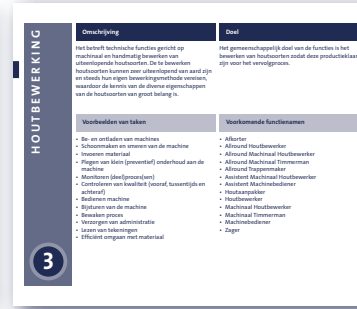 HOUTBEWERKING
3
Omschrijving
Het betreft technische functies gericht op
machinaal en handmatig bewerken van
uiteenlopende houtsoorten. De te bewerken
houtsoorten kunnen zeer uiteenlopend van aard zijn
en steeds hun eigen bewerkingsmethode vereisen,
waardoor de kennis van de diverse eigenschappen
van de houtsoorten van groot belang is.
Doel
Het gemeenschappelijk doel van de functies is het
bewerken van houtsoorten zodat deze productieklaar
zijn voor het vervolgproces.
Voorbeelden van taken
• Be- en ontladen van machines
• Schoonmaken en smeren van de machine
• Invoeren materiaal
• Plegen van klein (preventief) onderhoud aan de
machine
• Monitoren (deel)proces(sen)
• Controleren van kwaliteit (vooraf, tussentijds en
achteraf)
• Bedienen machine
• Bijsturen van de machine
• Bewaken proces
• Verzorgen van administratie
• Lezen van tekeningen
• Efficiënt omgaan met materiaal
Voorkomende functienamen
• Afkorter
• Allround Houtbewerker
• Allround Machinaal Houtbewerker
• Allround Machinaal Timmerman
• Allround Trappenmaker
• Assistent Machinaal Houtbewerker
• Assistent Machinebediener
• Houtaanpakker
• Houtbewerker
• Machinaal Houtbewerker
• Machinaal Timmerman
• Machinebediener
• Zager